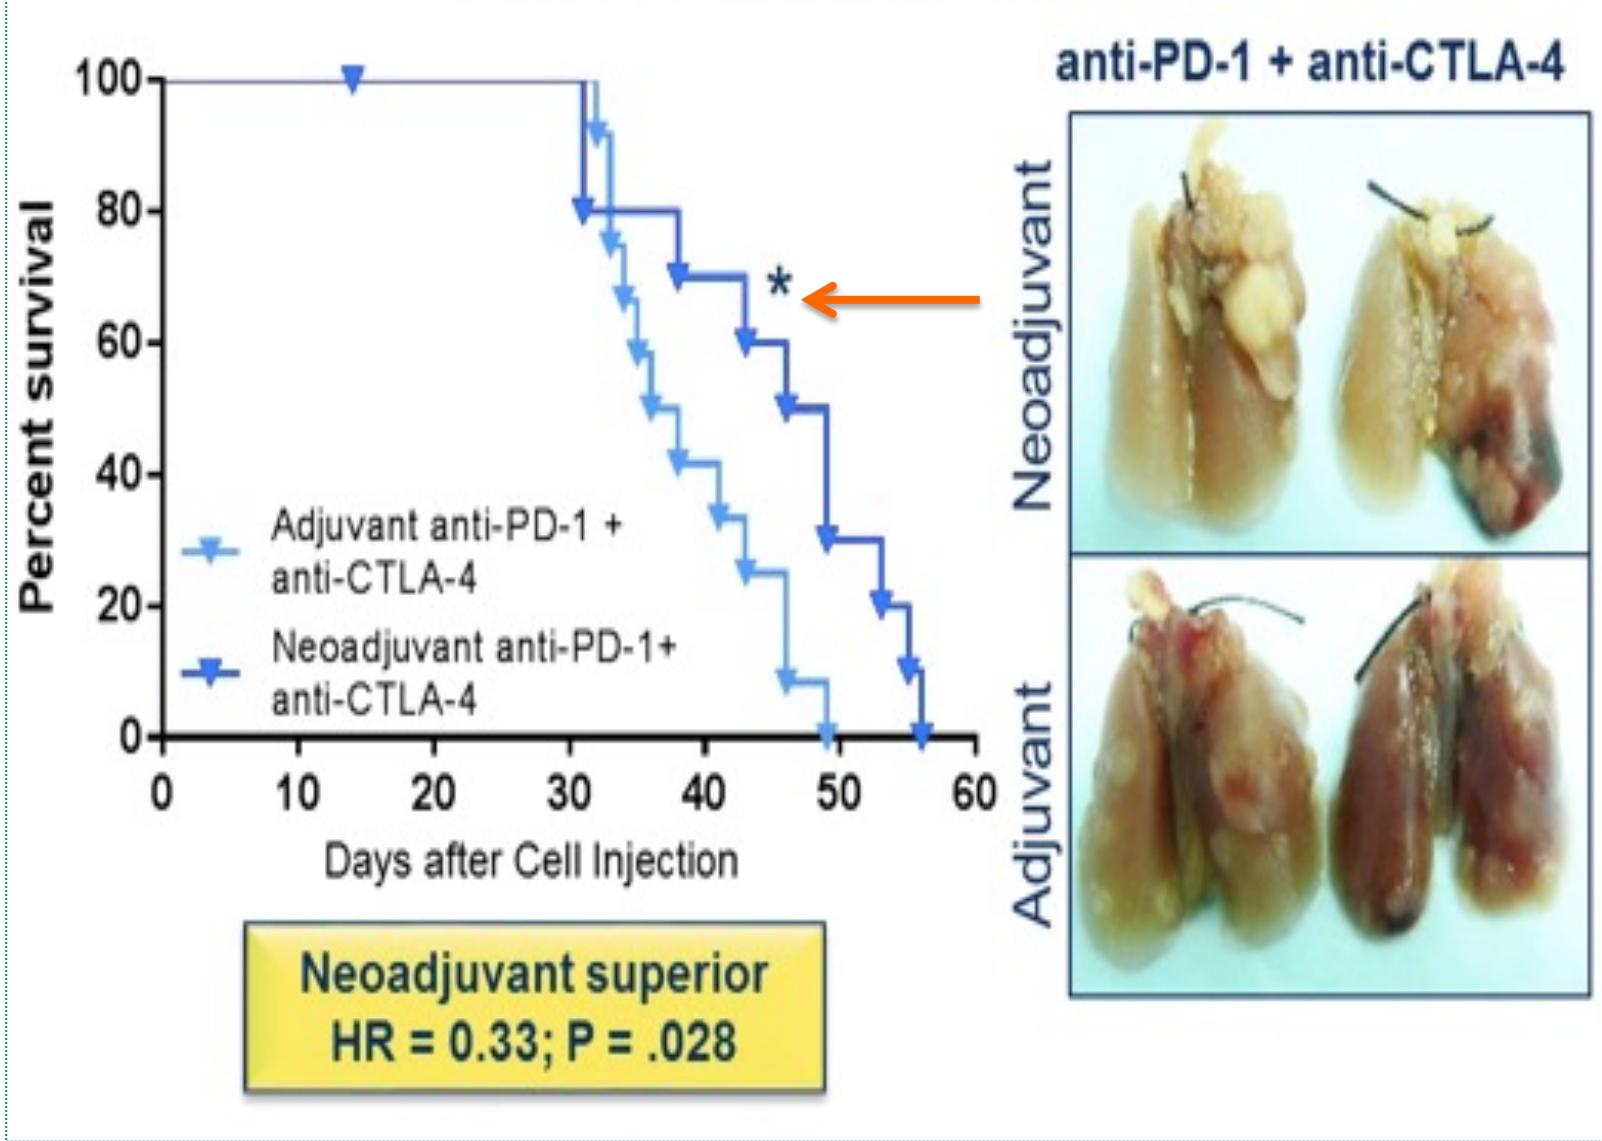 100
80
60
40
20
0
Percent survival
*
Adjuvant anti-PD-1 +
anti-CTLA-4
Neoadjuvant anti-PD-1+
anti-CTLA-4
0 10 20 30 40 50 60
Days after Cell Injection
Neoadjuvant superior
HR = 0.33; P = .028
anti-PD-1 + anti-CTLA-4
Neoadjuvant
Adjuvant